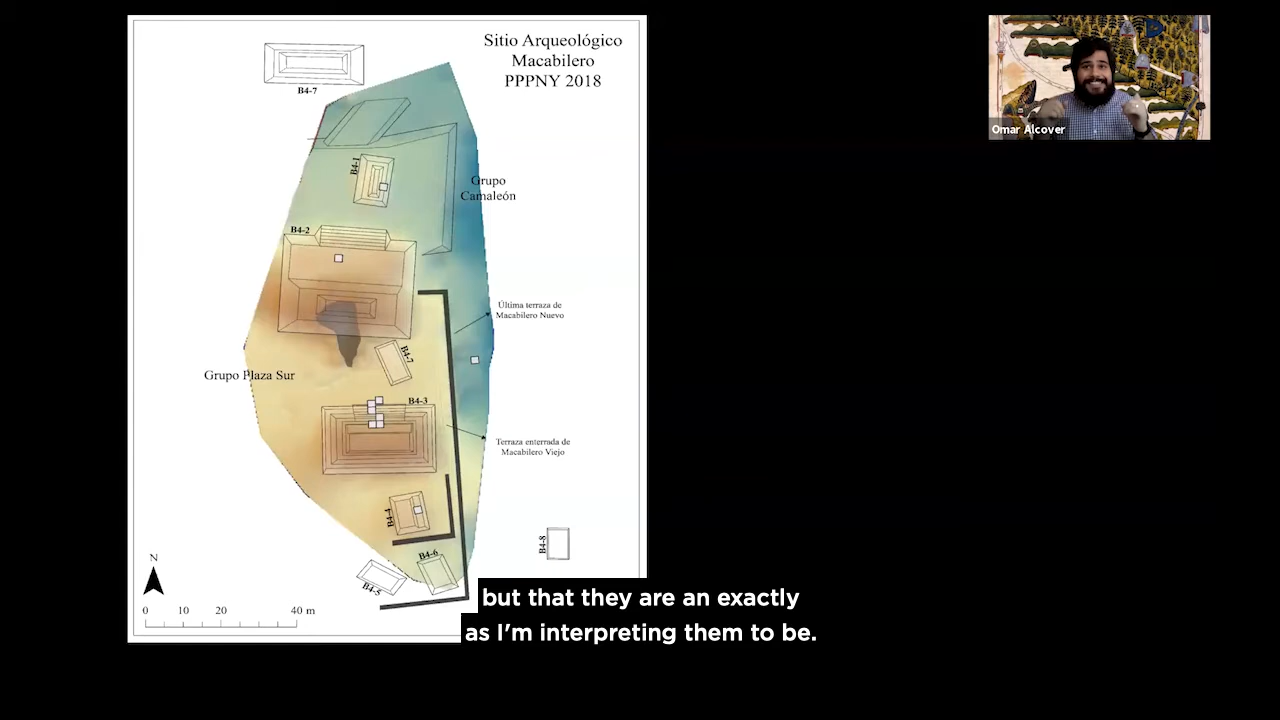 Sitio Arqueológico
Macabilero
PPPNY 2018
B4-7
B4-1
Grupo
Camaleón
B4-2
Última terraza de
Macabilero Nuevo
B4-7
Grupo Plaza Sur
B4-3
Terraza enterrada de
Macabilero Viejo
B4-4
B4-8
B4-6
B4-5
N
0 10 20 40 m
Omar Alcover
but that they are an exactly
as I'm interpreting them to be.